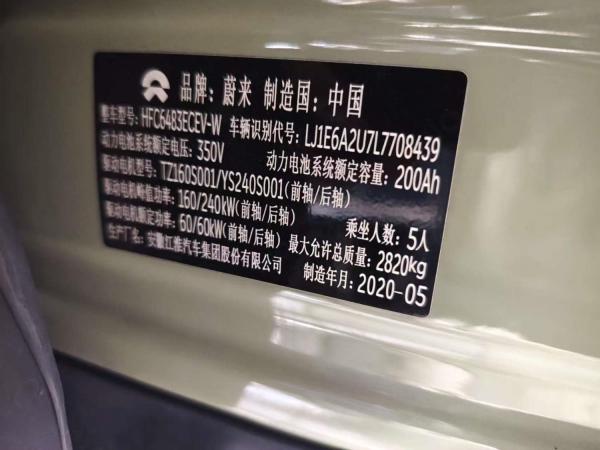 品牌：蔚来 制造国：中国
整车型号：HFC6483ECEV-W 车辆识别代号：LJ1E6A2U7L7708439
动力电池系统额定电压：350V 动力电池系统额定容量：200Ah
驱动电机型号：TZ160S001/YS240S001(前轴/后轴)
驱动电机峰值功率：160/240kW(前轴/后轴) 乘坐人数：5人
驱动电机额定功率：60/60kW(前轴/后轴) 最大允许总质量：2820kg
生产厂名：安徽江淮汽车集团股份有限公司 制造年月：2020-05